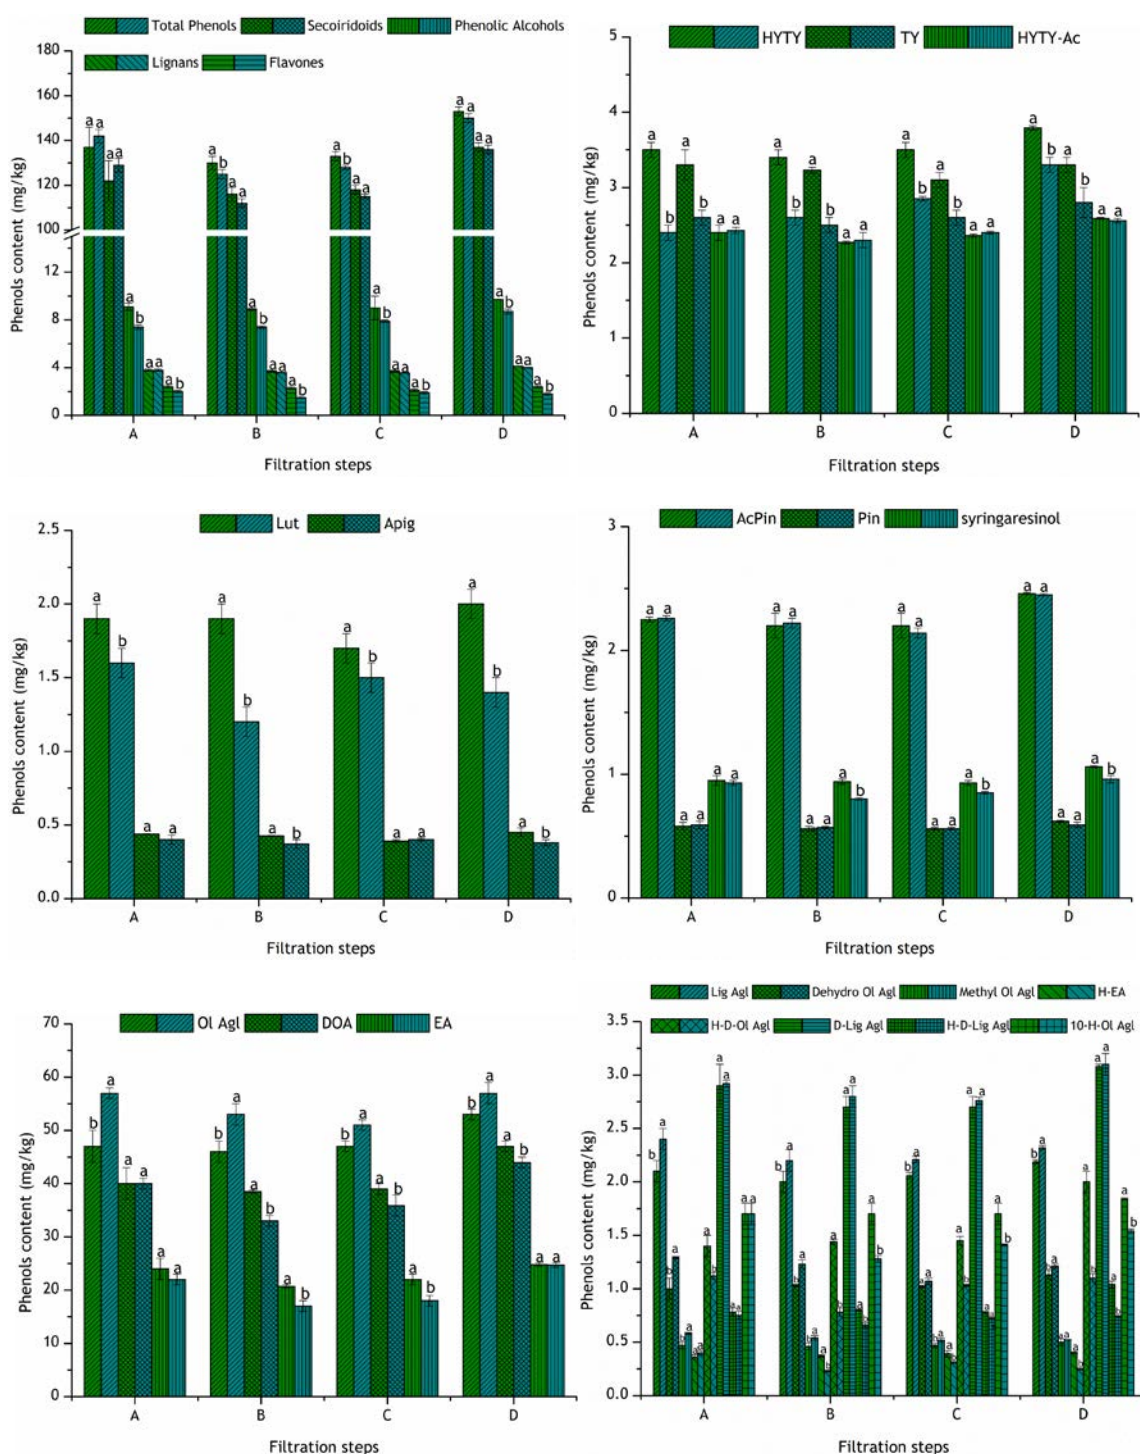 Total Phenols Secoiridoids Phenolic Alcohols
Lignans Flavones
Phenols content (mg/kg)
180
160
140
120
100
12
8
4
0
a a a a a b a a a b
a b a a a b a a a b
a b a a a b a a a b
a a a a a b a a a b
A B C D
Filtration steps
HYTY TY HYTY-Ac
Phenols content (mg/kg)
5
4
3
2
1
0
a b a b a a
a b a b a a
a b a b a a
a b a b a a
A B C D
Filtration steps
Lut Apig
Phenols content (mg/kg)
2.5
2.0
1.5
1.0
0.5
0.0
a b a a
a b a b
a b a a
a b a b
A B C D
Filtration steps
AcPin Pin syringaresinol
Phenols content (mg/kg)
3
2
1
0
a a a a a a
a a a a a b
a a a a a b
a a a a a b
A B C D
Filtration steps
Ol Agl DOA EA
Phenols content (mg/kg)
70
60
50
40
30
20
10
0
b a a a a a
b a a b a b
b a a b a b
b a a b a a
A B C D
Filtration steps
Lig Agl Dehydro Ol Agl Methyl Ol Agl H-EA
H-D-Ol Agl D-Lig Agl H-D-Lig Agl 10-H-Ol Agl
Phenols content (mg/kg)
3.5
3.0
2.5
2.0
1.5
1.0
0.5
0.0
A B C D
Filtration steps